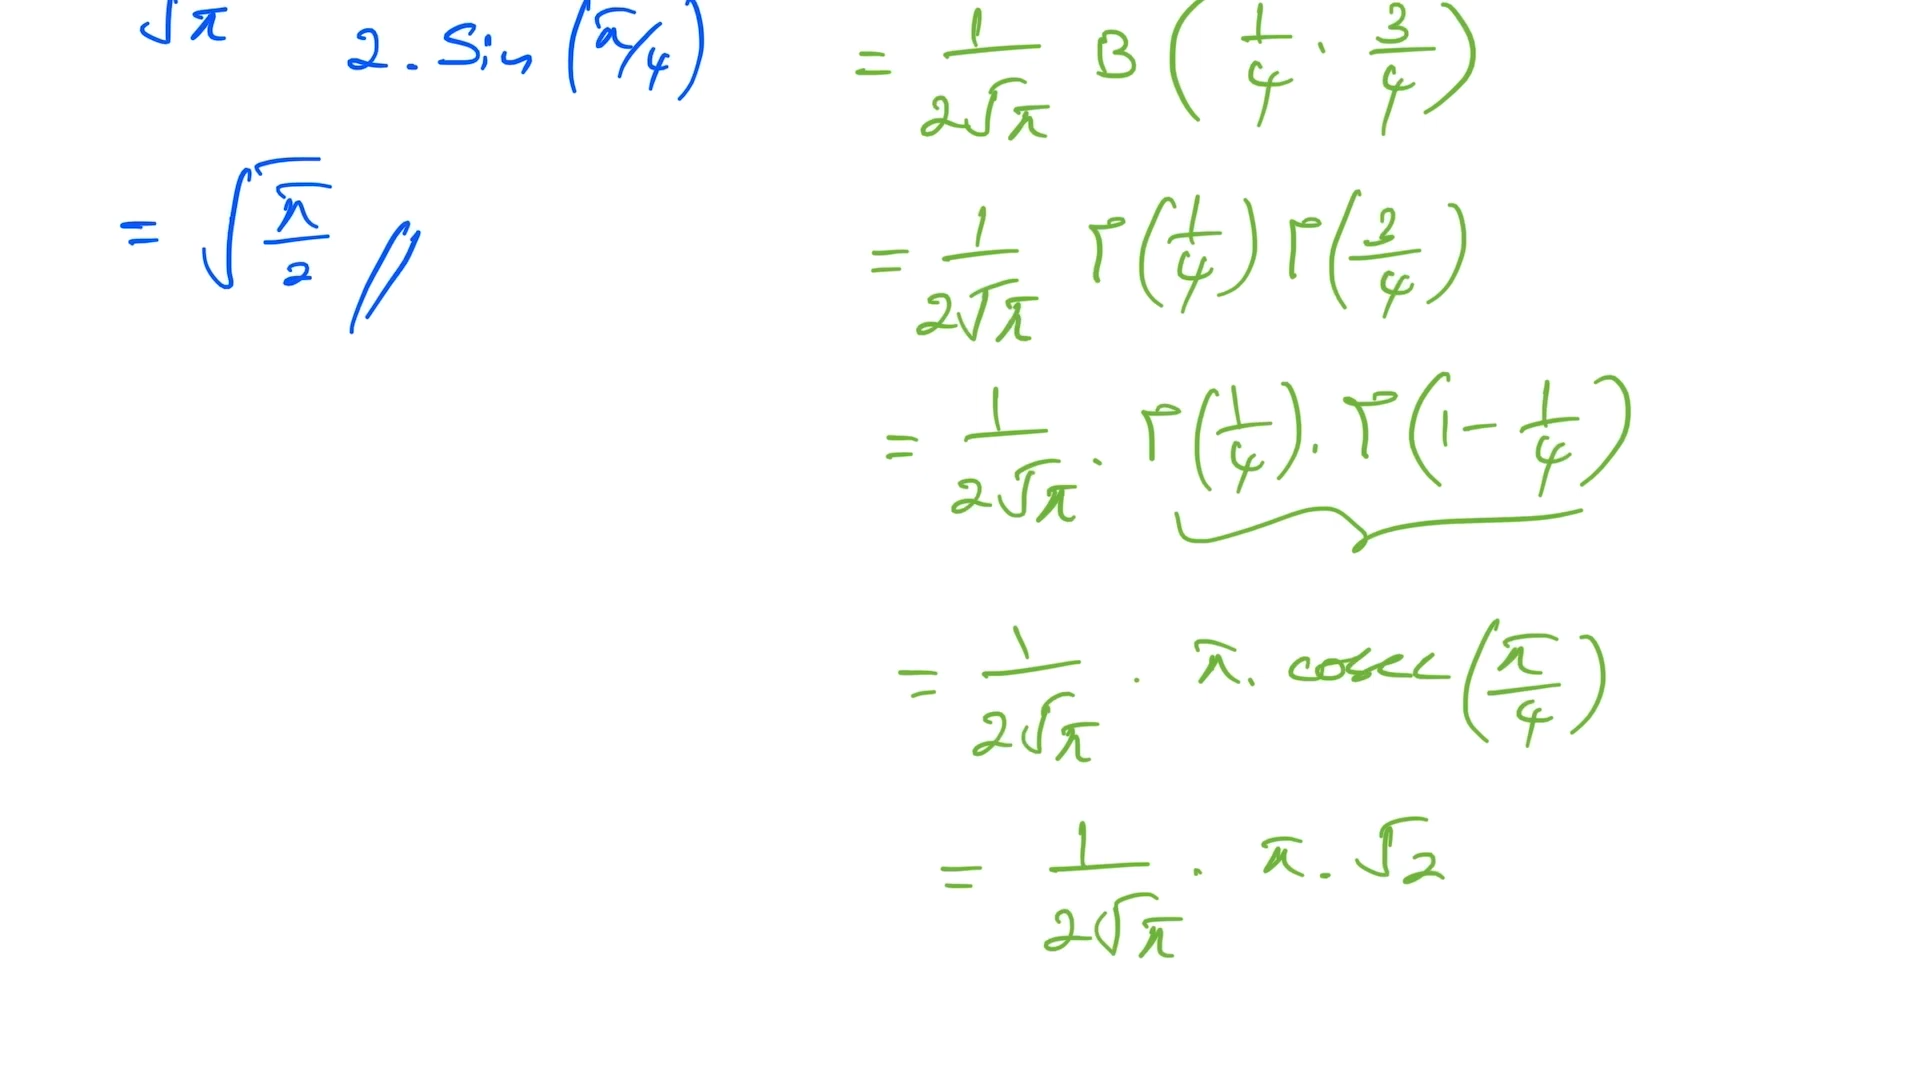 √π 2 . Sin (π/4)
= √(π/2) //
= 1/(2√π) B (1/4 . 3/4)
= 1/(2√π) Γ(1/4) Γ(3/4)
= 1/(2√π) . Γ(1/4) . Γ(1 - 1/4)
= 1/(2√π) . π . cosec (π/4)
= 1/(2√π) . π . √2